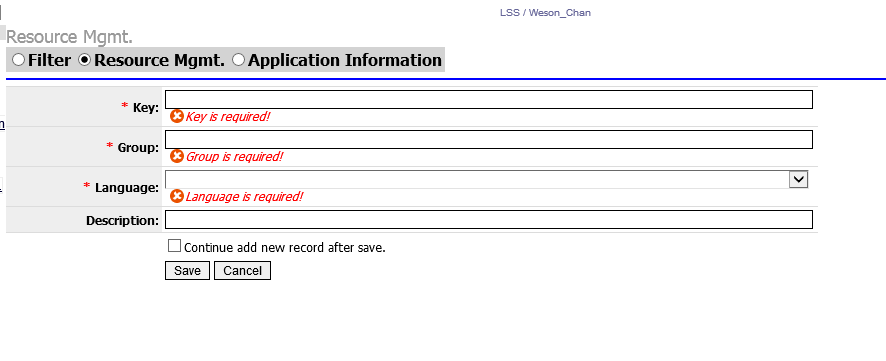 LSS / Weson_Chan
Resource Mgmt.
Filter Resource Mgmt. Application Information
* Key:
Key is required!
* Group:
Group is required!
* Language:
Language is required!
Description:
Continue add new record after save.
Save Cancel